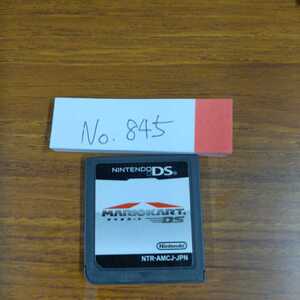 No. 845
NINTENDO DS
MARIOKART
DS
Nintendo
NTR-AMCJ-JPN